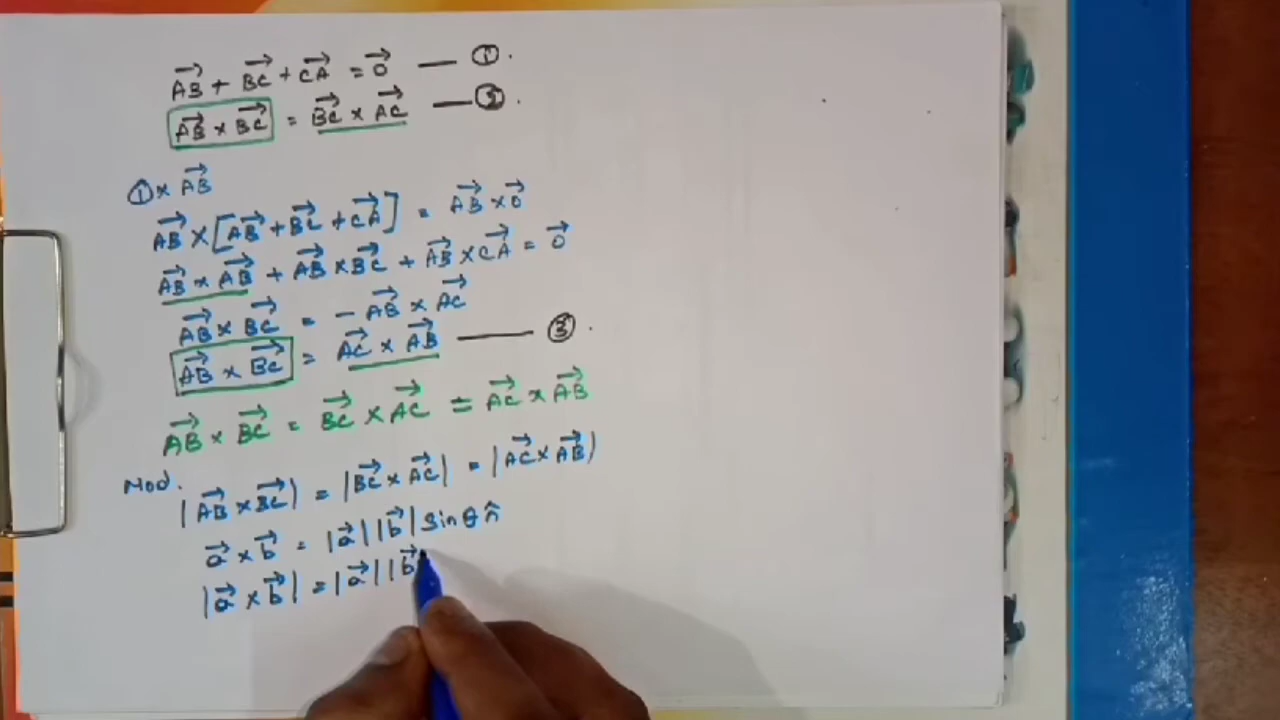 AB⃗ + BC⃗ + CA⃗ = 0⃗ — ①.
AB⃗ × BC⃗ = BC⃗ × AC⃗ — ③.
① × AB⃗
AB⃗ × [AB⃗ + BC⃗ + CA⃗] = AB⃗ × 0⃗
AB⃗ × AB⃗ + AB⃗ × BC⃗ + AB⃗ × CA⃗ = 0⃗
AB⃗ × BC⃗ = - AB⃗ × AC⃗
AB⃗ × BC⃗ = AC⃗ × AB⃗ — ③.
AB⃗ × BC⃗ = BC⃗ × AC⃗ = AC⃗ × AB⃗
Mod.
|AB⃗ × BC⃗| = |BC⃗ × AC⃗| = |AC⃗ × AB⃗|
a⃗ × b⃗ = |a⃗| |b⃗| sin θ n̂
|a⃗ × b⃗| = |a⃗| |b⃗